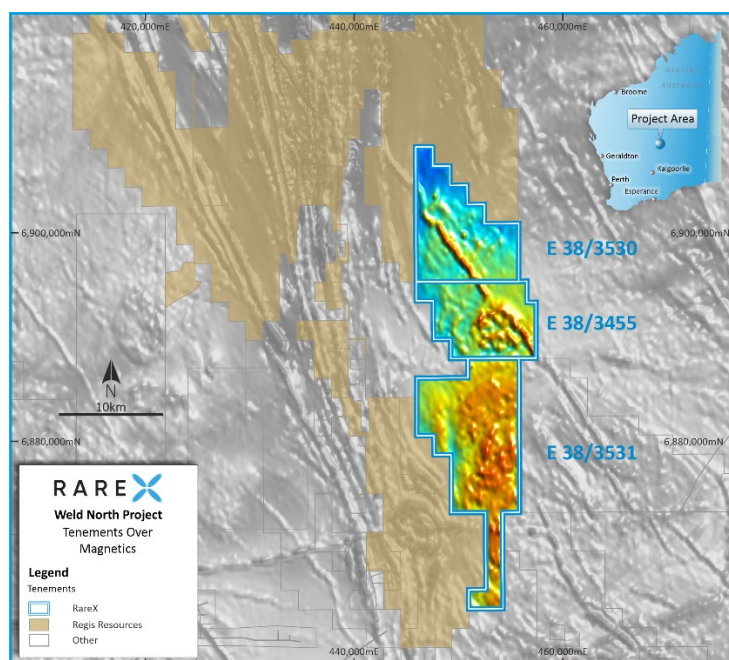 420,000mE
440,000mE
460,000mE
WESTERN
AUSTRALIA
Broome
Project Area
Geraldton
Kalgoorlie
Perth
Esperance
6,900,000mN
6,900,000mN
E 38/3530
E 38/3455
N
10km
6,880,000mN
6,880,000mN
E 38/3531
RAREX
Weld North Project
Tenements Over
Magnetics
Legend
Tenements
RareX
Regis Resources
Other
440,000mE
460,000mE